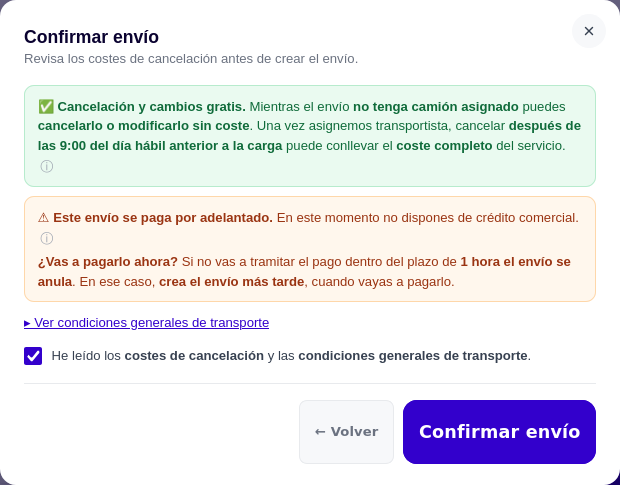 Confirmar envío
Revisa los costes de cancelación antes de crear el envío.
✅ Cancelación y cambios gratis. Mientras el envío no tenga camión asignado puedes
cancelarlo o modificarlo sin coste. Una vez asignemos transportista, cancelar después de
las 9:00 del día hábil anterior a la carga puede conllevar el coste completo del servicio.
ⓘ
⚠ Este envío se paga por adelantado. En este momento no dispones de crédito comercial.
ⓘ
¿Vas a pagarlo ahora? Si no vas a tramitar el pago dentro del plazo de 1 hora el envío se
anula. En ese caso, crea el envío más tarde, cuando vayas a pagarlo.
▸ Ver condiciones generales de transporte
He leído los costes de cancelación y las condiciones generales de transporte.
← Volver
Confirmar envío